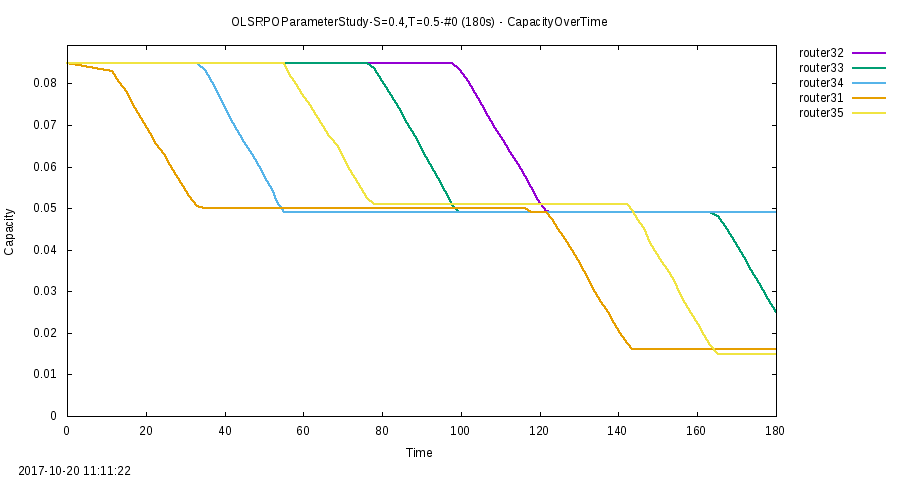 OLSRPOParameterStudy-S=0.4,T=0.5-#0 (180s) - CapacityOverTime
router32
router33
router34
router31
router35
0.08
0.07
0.06
0.05
0.04
0.03
0.02
0.01
0
Capacity
0 20 40 60 80 100 120 140 160 180
Time
2017-10-20 11:11:22